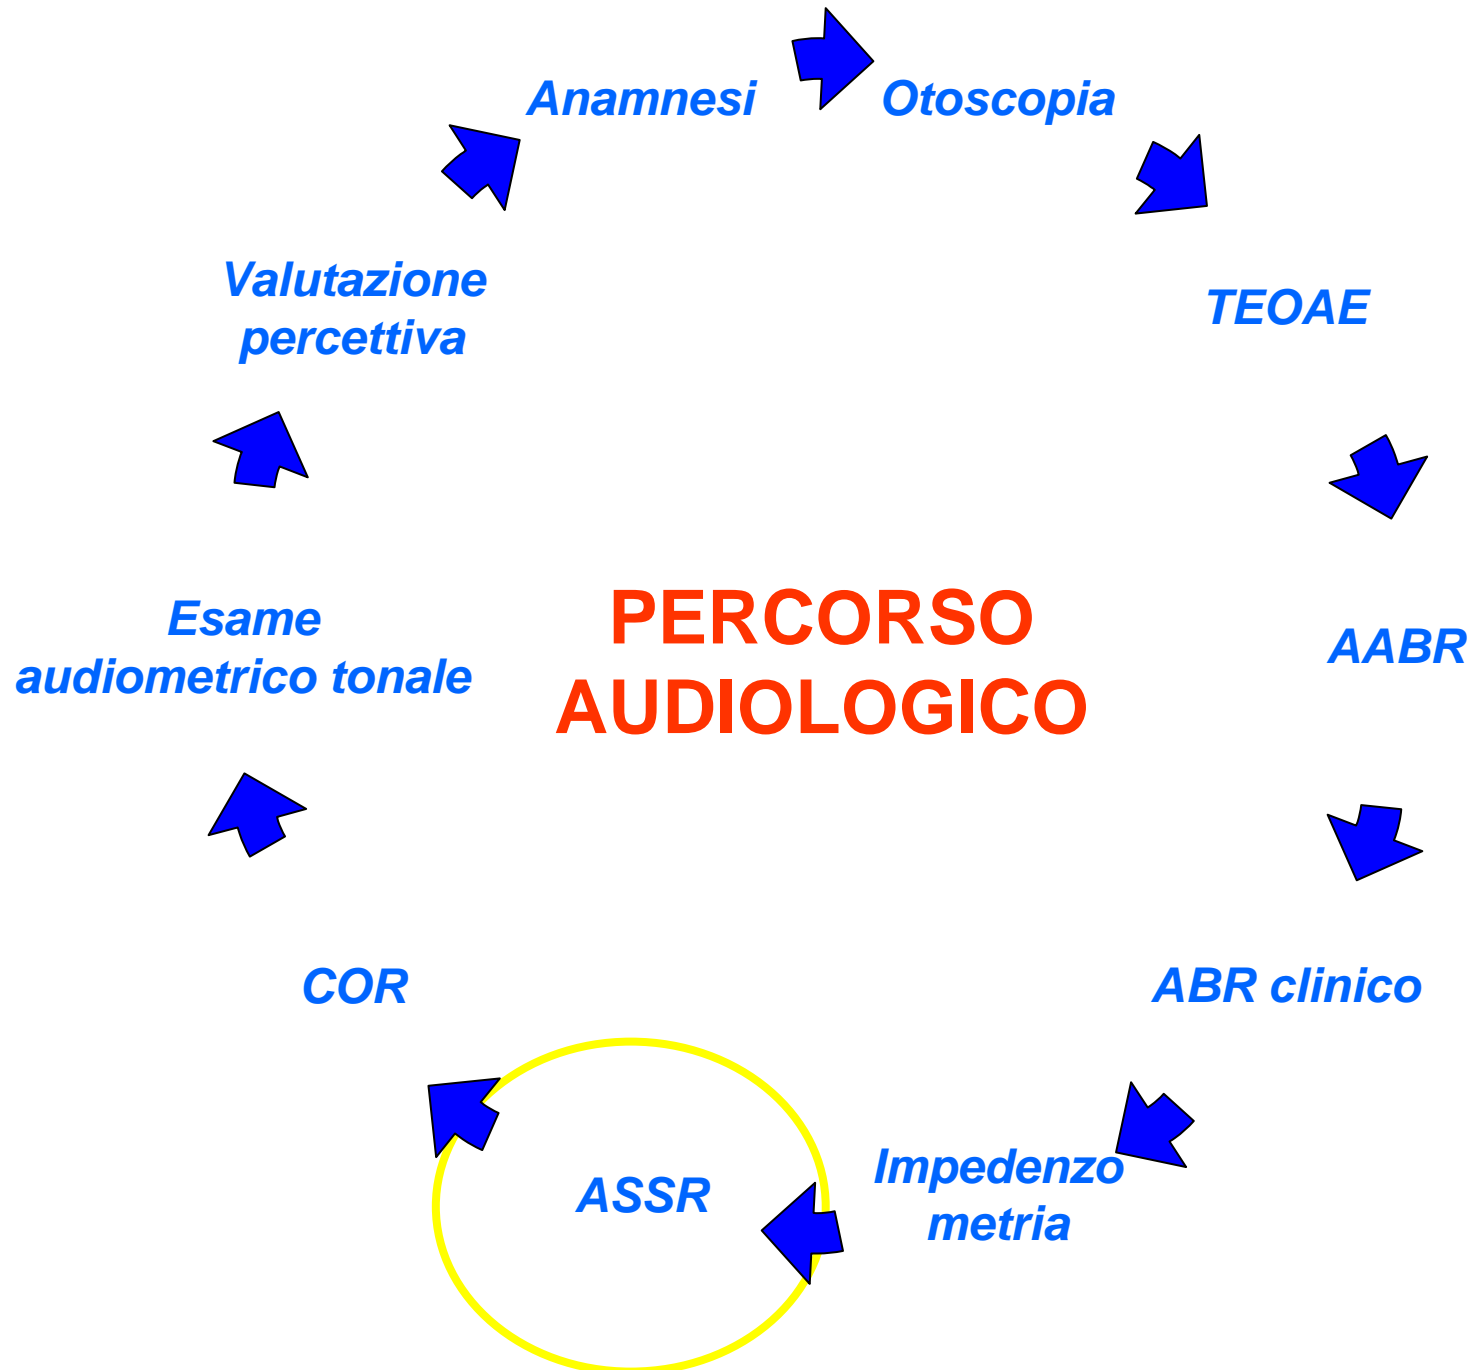 Anamnesi
Otoscopia
TEOAE
AABR
ABR clinico
Impedenzo
metria
ASSR
COR
Esame
audiometrico tonale
Valutazione
percettiva
PERCORSO
AUDIOLOGICO